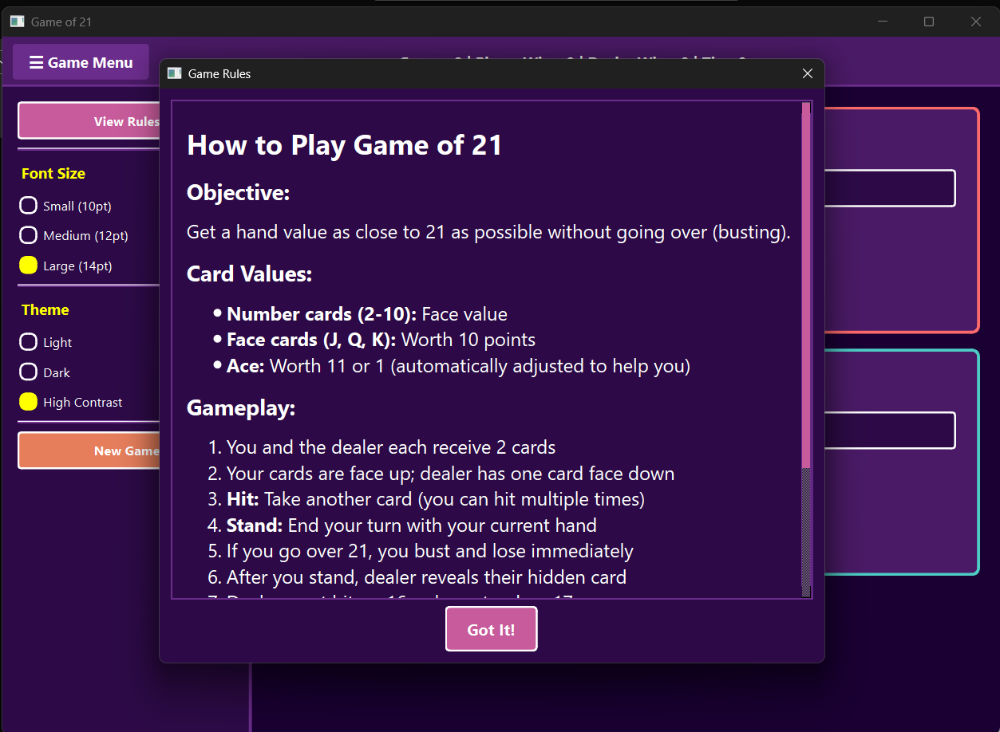 Game of 21
☰ Game Menu
Game Rules
View Rules
How to Play Game of 21
Objective:
Get a hand value as close to 21 as possible without going over (busting).
Card Values:
• Number cards (2-10): Face value
• Face cards (J, Q, K): Worth 10 points
• Ace: Worth 11 or 1 (automatically adjusted to help you)
Gameplay:
1. You and the dealer each receive 2 cards
2. Your cards are face up; dealer has one card face down
3. Hit: Take another card (you can hit multiple times)
4. Stand: End your turn with your current hand
5. If you go over 21, you bust and lose immediately
6. After you stand, dealer reveals their hidden card
Got It!
Font Size
Small (10pt)
Medium (12pt)
Large (14pt)
Theme
Light
Dark
High Contrast
New Game